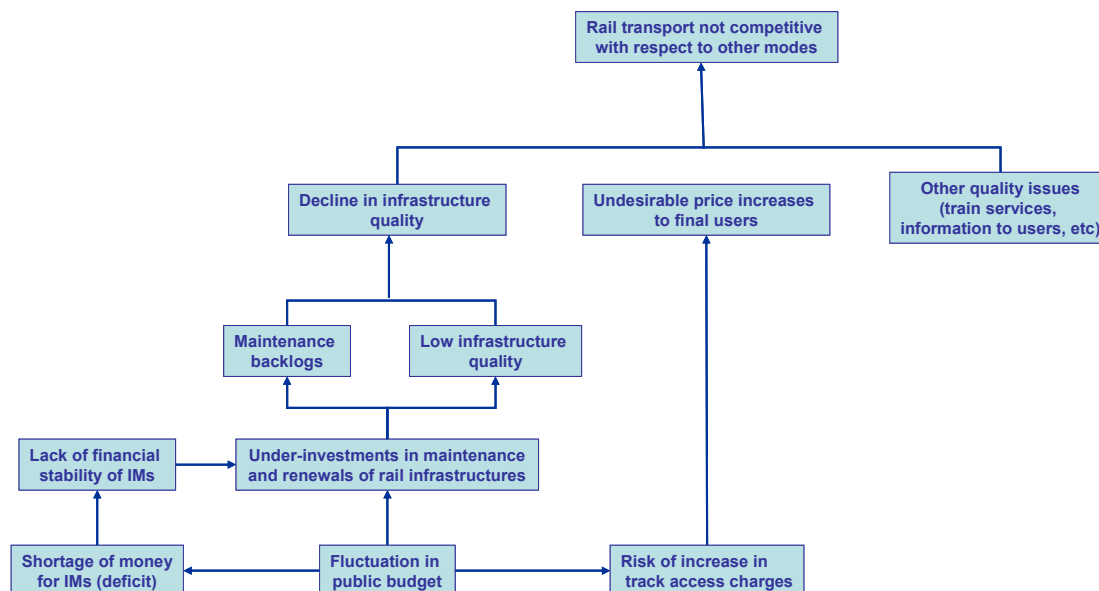 Rail transport not competitive
with respect to other modes
Decline in infrastructure
quality
Undesirable price increases
to final users
Other quality issues
(train services,
information to users, etc)
Maintenance
backlogs
Low infrastructure
quality
Lack of financial
stability of IMs
Under-investments in maintenance
and renewals of rail infrastructures
Shortage of money
for IMs (deficit)
Fluctuation in
public budget
Risk of increase in
track access charges